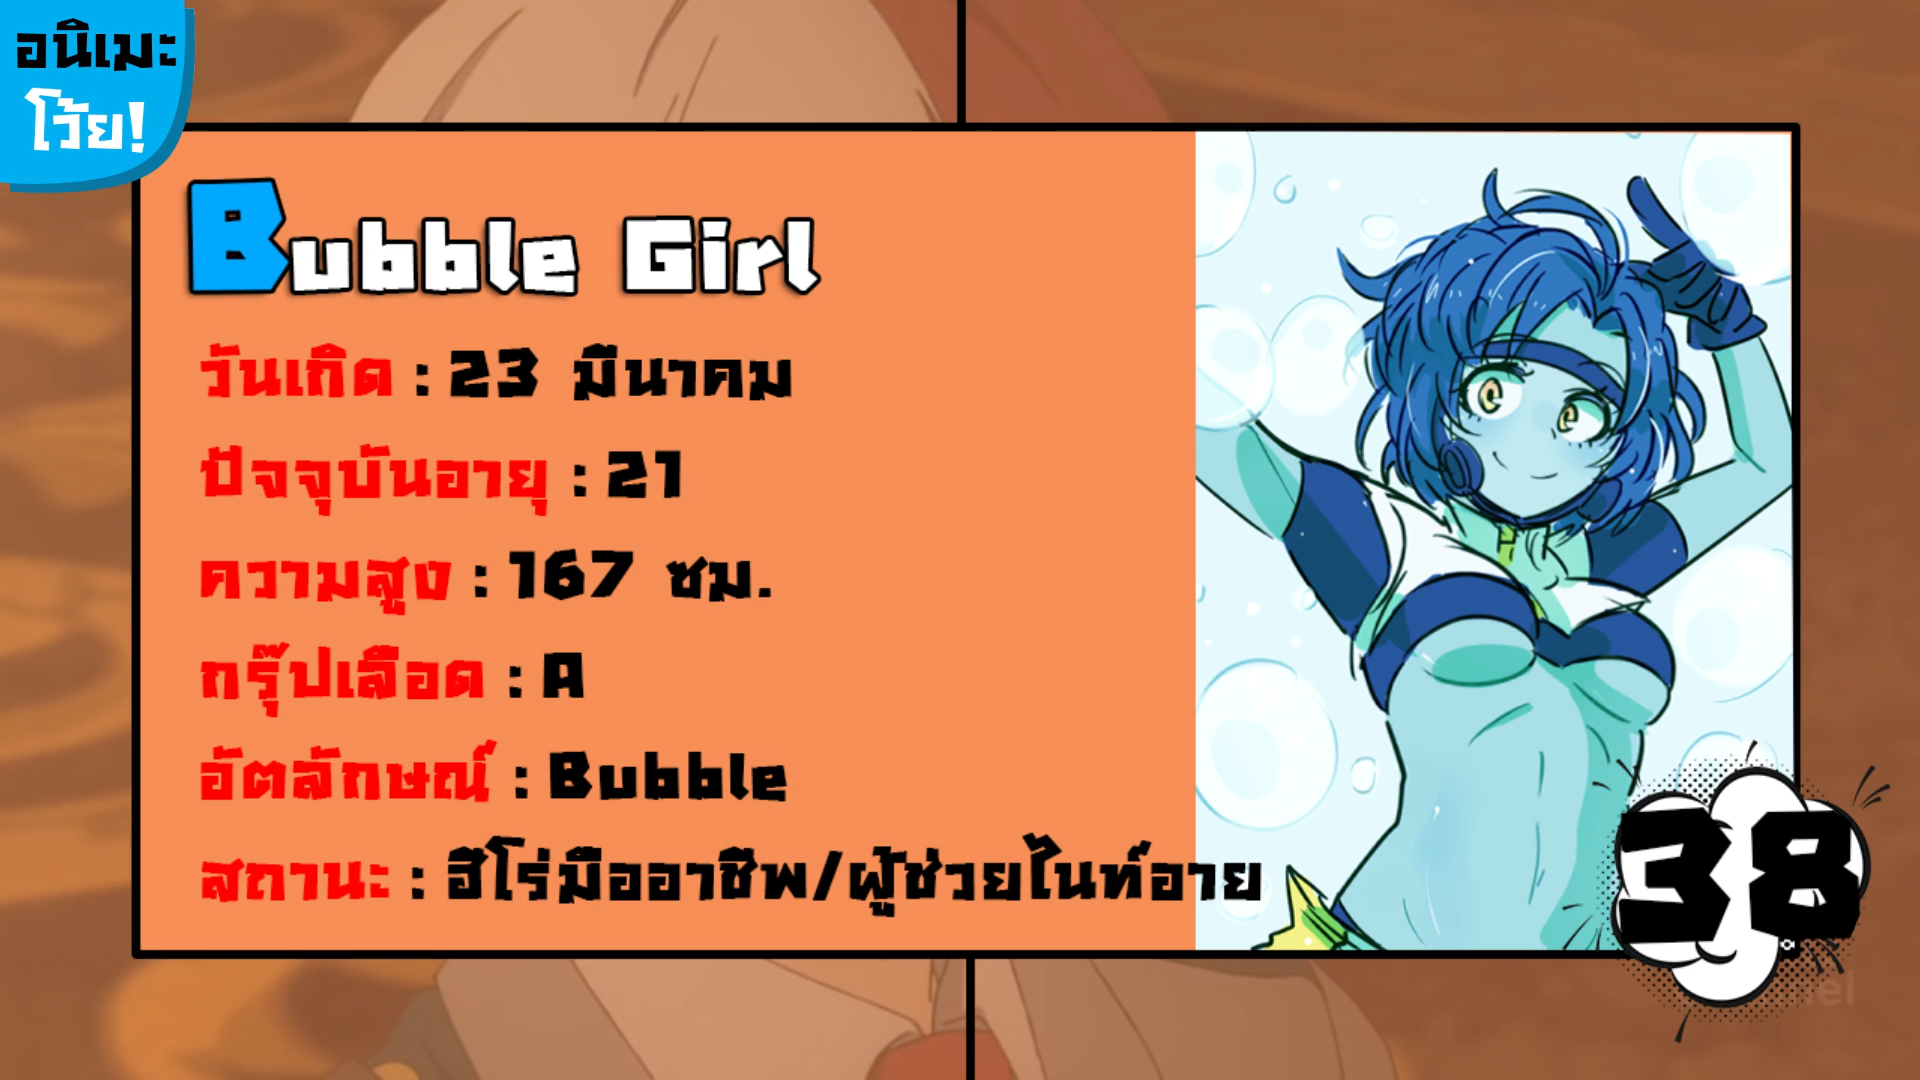 อนิเมะ
โว้ย!
Bubble Girl
วันเกิด : 23 มีนาคม
ปัจจุบันอายุ : 21
ความสูง : 167 ซม.
กรุ๊ปเลือด : A
อัตลักษณ์ : Bubble
สถานะ : ฮีโร่มืออาชีพ/ผู้ช่วยไนท์อาย
38